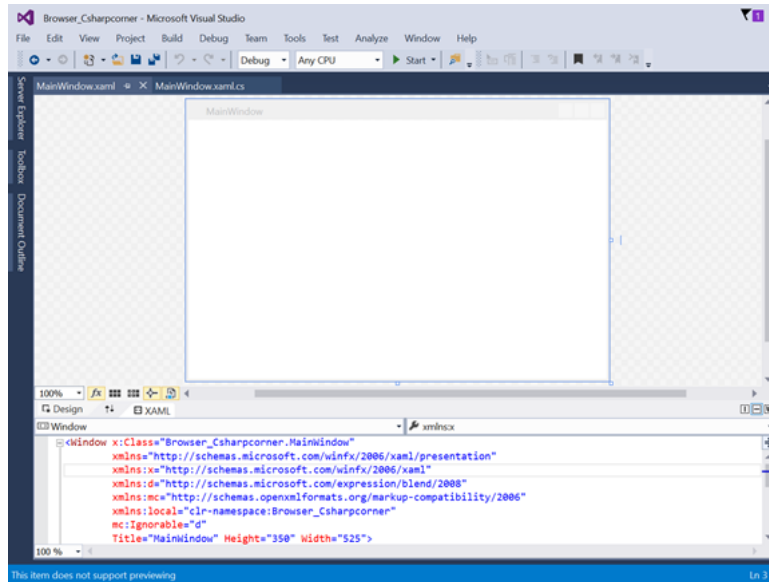 Browser_Csharpcorner - Microsoft Visual Studio
1
File Edit View Project Build Debug Team Tools Test Analyze Window Help
Debug Any CPU Start
Server Explorer
Toolbox
Document Outline
MainWindow.xaml MainWindow.xaml.cs
MainWindow
100% fx
Design XAML
Window xmlns:x
<Window x:Class="Browser_Csharpcorner.MainWindow"
xmlns="http://schemas.microsoft.com/winfx/2006/xaml/presentation"
xmlns:x="http://schemas.microsoft.com/winfx/2006/xaml"
xmlns:d="http://schemas.microsoft.com/expression/blend/2008"
xmlns:mc="http://schemas.openxmlformats.org/markup-compatibility/2006"
xmlns:local="clr-namespace:Browser_Csharpcorner"
mc:Ignorable="d"
Title="MainWindow" Height="350" Width="525">
100 %
This item does not support previewing Ln 3